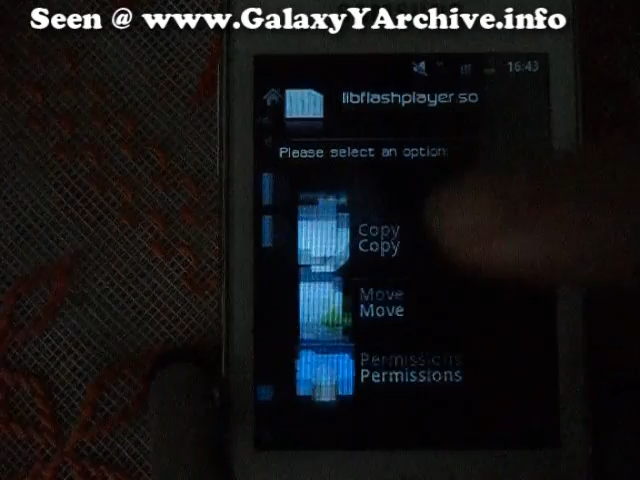 Seen @ www.GalaxyYArchive.info
16:43
libflashplayer.so
Please select an option:
Copy
Copy
Move
Move
Permissions
Permissions